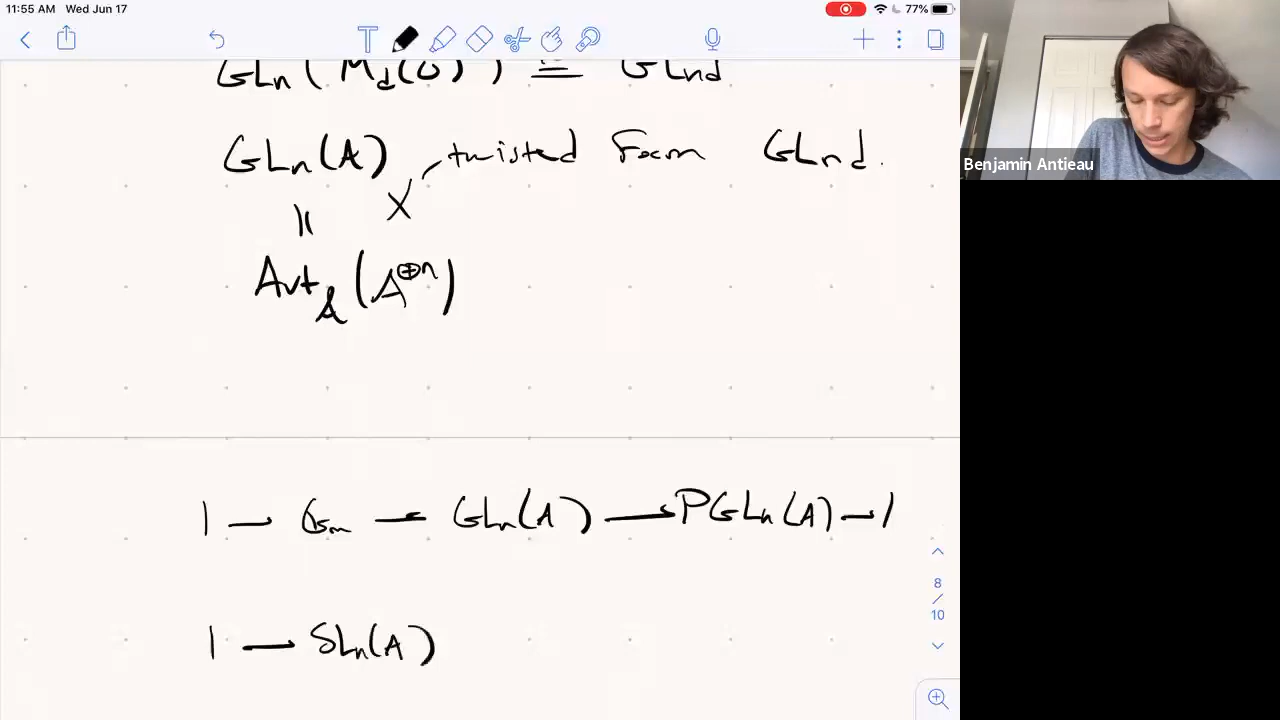 11:55 AM Wed Jun 17
77%
GLn(Md(O)) ≅ GLnd
GLn(A) twisted Form GLnd.
|| X
AutA(A⊕n)
Benjamin Antieau
1 → Gm → GLn(A) → PGLn(A) → 1
8
/
10
1 → SLn(A)